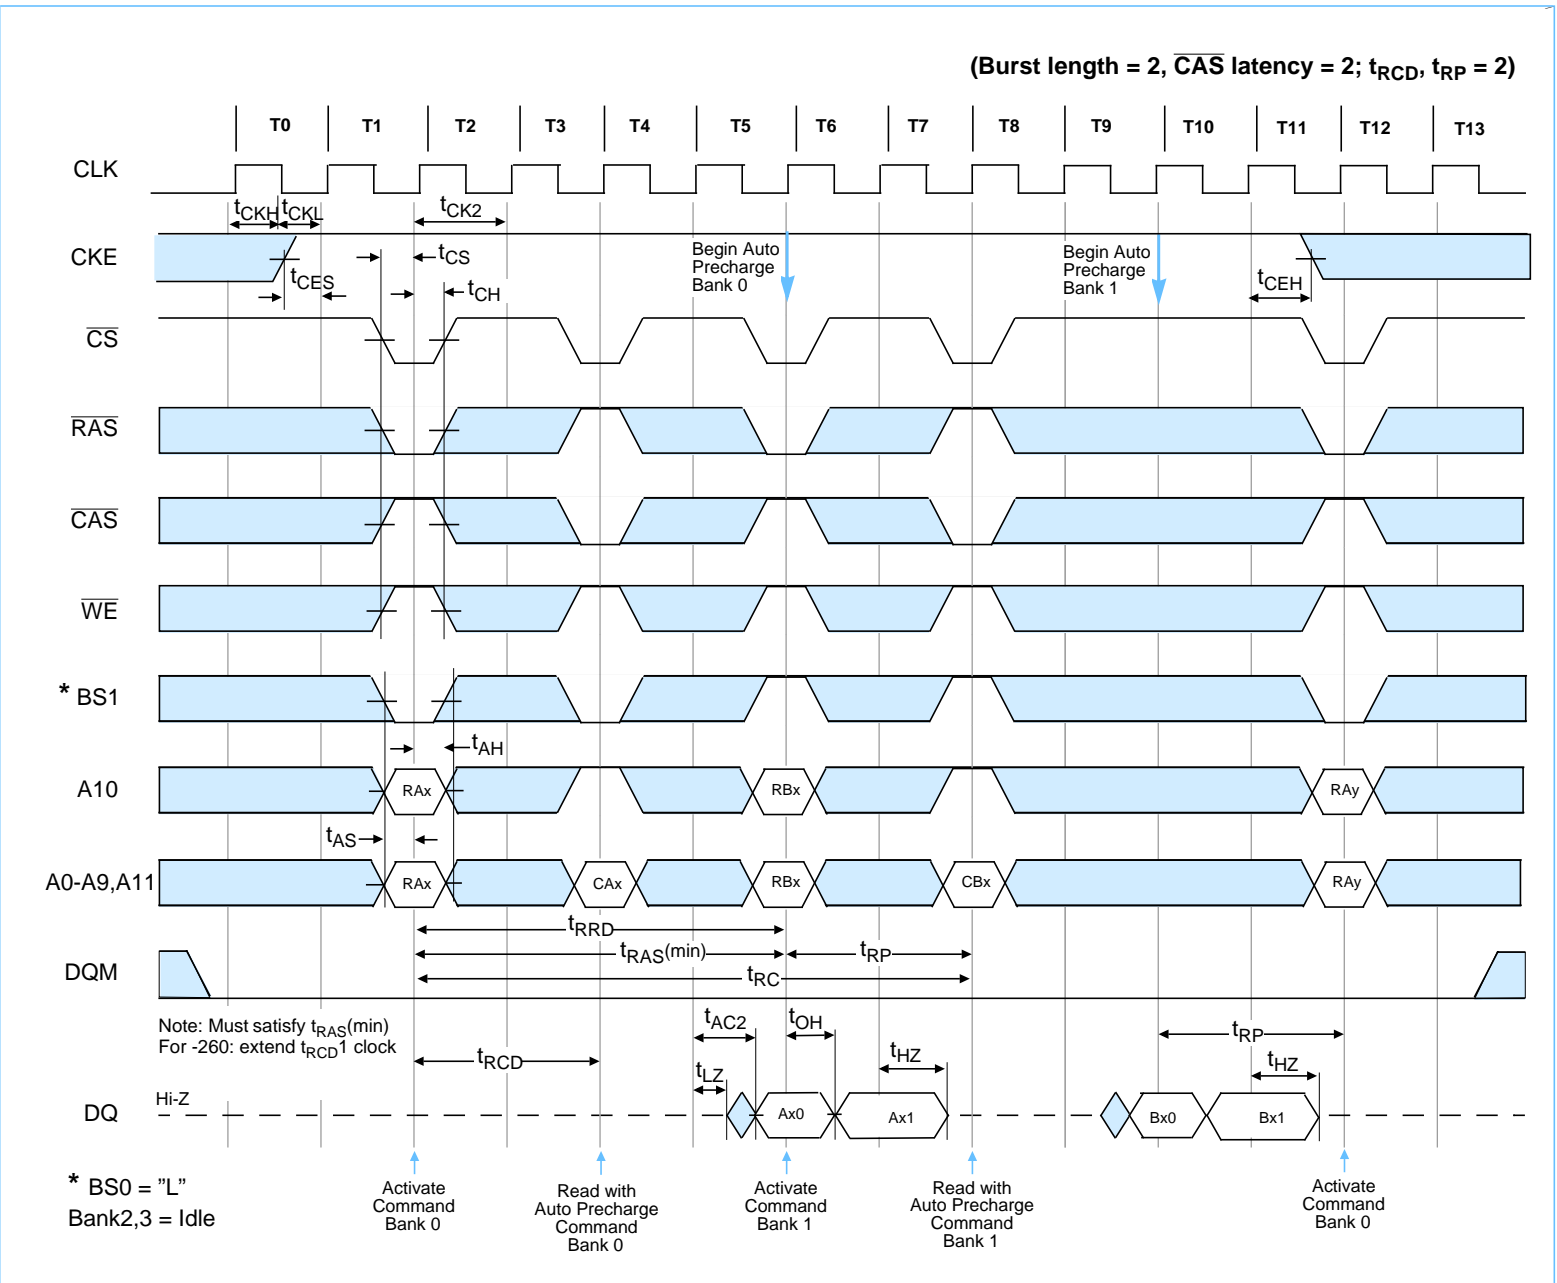 (Burst length = 2, CAS latency = 2; tRCD, tRP = 2)
T0 T1 T2 T3 T4 T5 T6 T7 T8 T9 T10 T11 T12 T13
CLK
tCKH tCKL tCK2
CKE
tCS
tCES
tCH
Begin Auto
Precharge
Bank 0
Begin Auto
Precharge
Bank 1
tCEH
CS
RAS
CAS
WE
* BS1
tAH
A10
RAx RBx RAy
tAS
A0-A9,A11
RAx CAx RBx CBx RAy
tRRD
tRAS(min) tRP
tRC
DQM
Note: Must satisfy tRAS(min)
For -260: extend tRCD1 clock
tRCD
tAC2 tOH
tLZ
tHZ
tRP
tHZ
Hi-Z
DQ
Ax0 Ax1 Bx0 Bx1
* BS0 = ”L”
Bank2,3 = Idle
Activate
Command
Bank 0
Read with
Auto Precharge
Command
Bank 0
Activate
Command
Bank 1
Read with
Auto Precharge
Command
Bank 1
Activate
Command
Bank 0